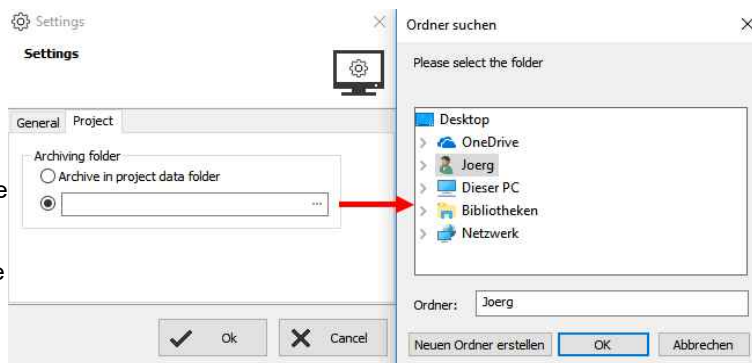 Settings
Settings
General Project
Archiving folder
Archive in project data folder
e
...
e
Ok Cancel
Ordner suchen
Please select the folder
Desktop
OneDrive
Joerg
Dieser PC
Bibliotheken
Netzwerk
Ordner: Joerg
Neuen Ordner erstellen OK Abbrechen